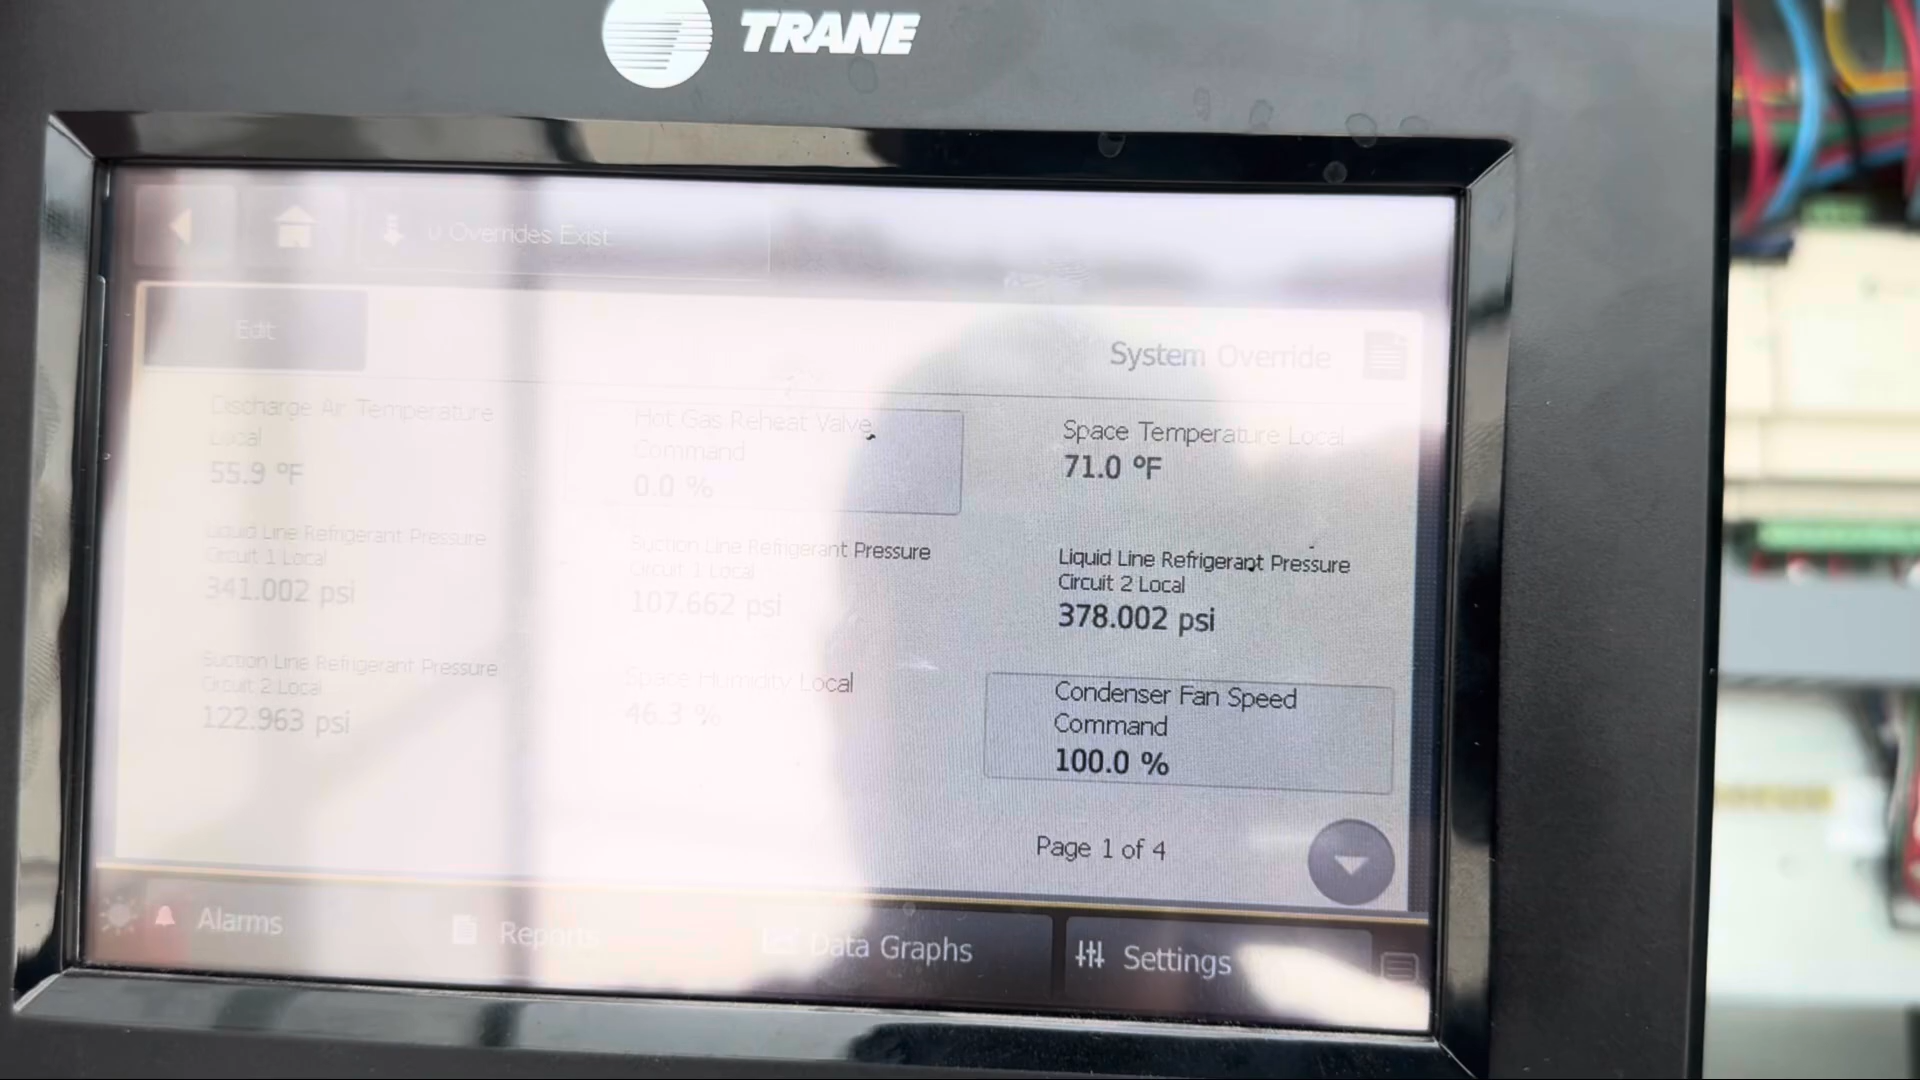 TRANE
0 Overrides Exist
Edit
System Override
Discharge Air Temperature
Local
55.9 °F
Hot Gas Reheat Valve
Command
0.0 %
Space Temperature Local
71.0 °F
Liquid Line Refrigerant Pressure
Circuit 1 Local
341.002 psi
Suction Line Refrigerant Pressure
Circuit 1 Local
107.662 psi
Liquid Line Refrigerant Pressure
Circuit 2 Local
378.002 psi
Suction Line Refrigerant Pressure
Circuit 2 Local
122.963 psi
Space Humidity Local
46.3 %
Condenser Fan Speed
Command
100.0 %
Page 1 of 4
Alarms
Reports
Data Graphs
Settings